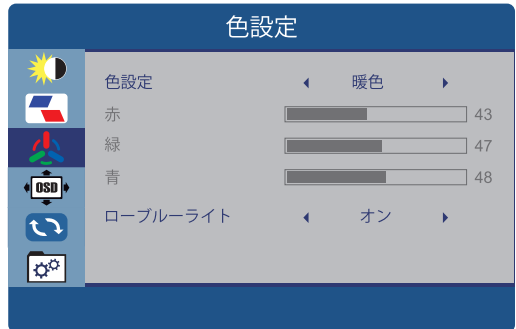 色設定
色設定 暖色
赤 43
緑 47
青 48
OSD
ローブルーライト オン